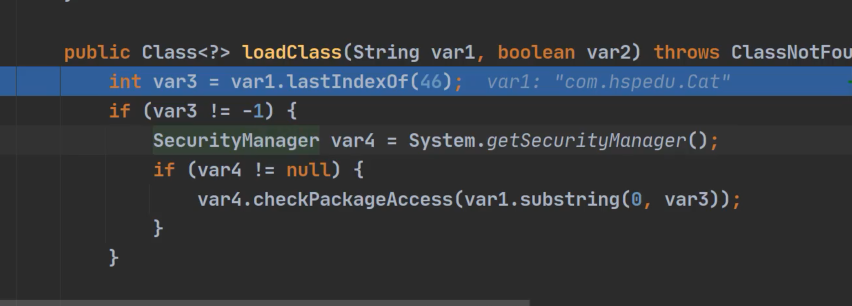 public Class<?> loadClass(String var1, boolean var2) throws ClassNotFou
int var3 = var1.lastIndexOf(46); var1: "com.hspedu.Cat"
if (var3 != -1) {
SecurityManager var4 = System.getSecurityManager();
if (var4 != null) {
var4.checkPackageAccess(var1.substring(0, var3));
}
}